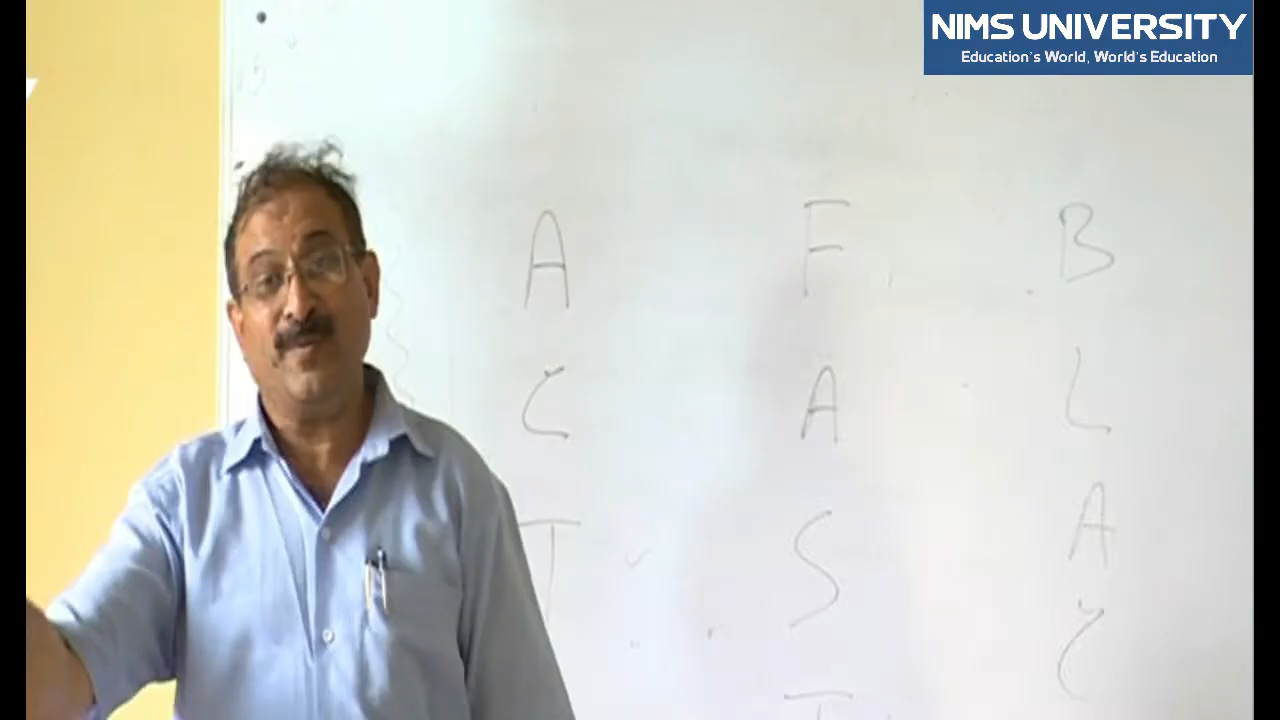 NIMS UNIVERSITY
Education's World, World's Education
A F B
C A L
T S A
T C